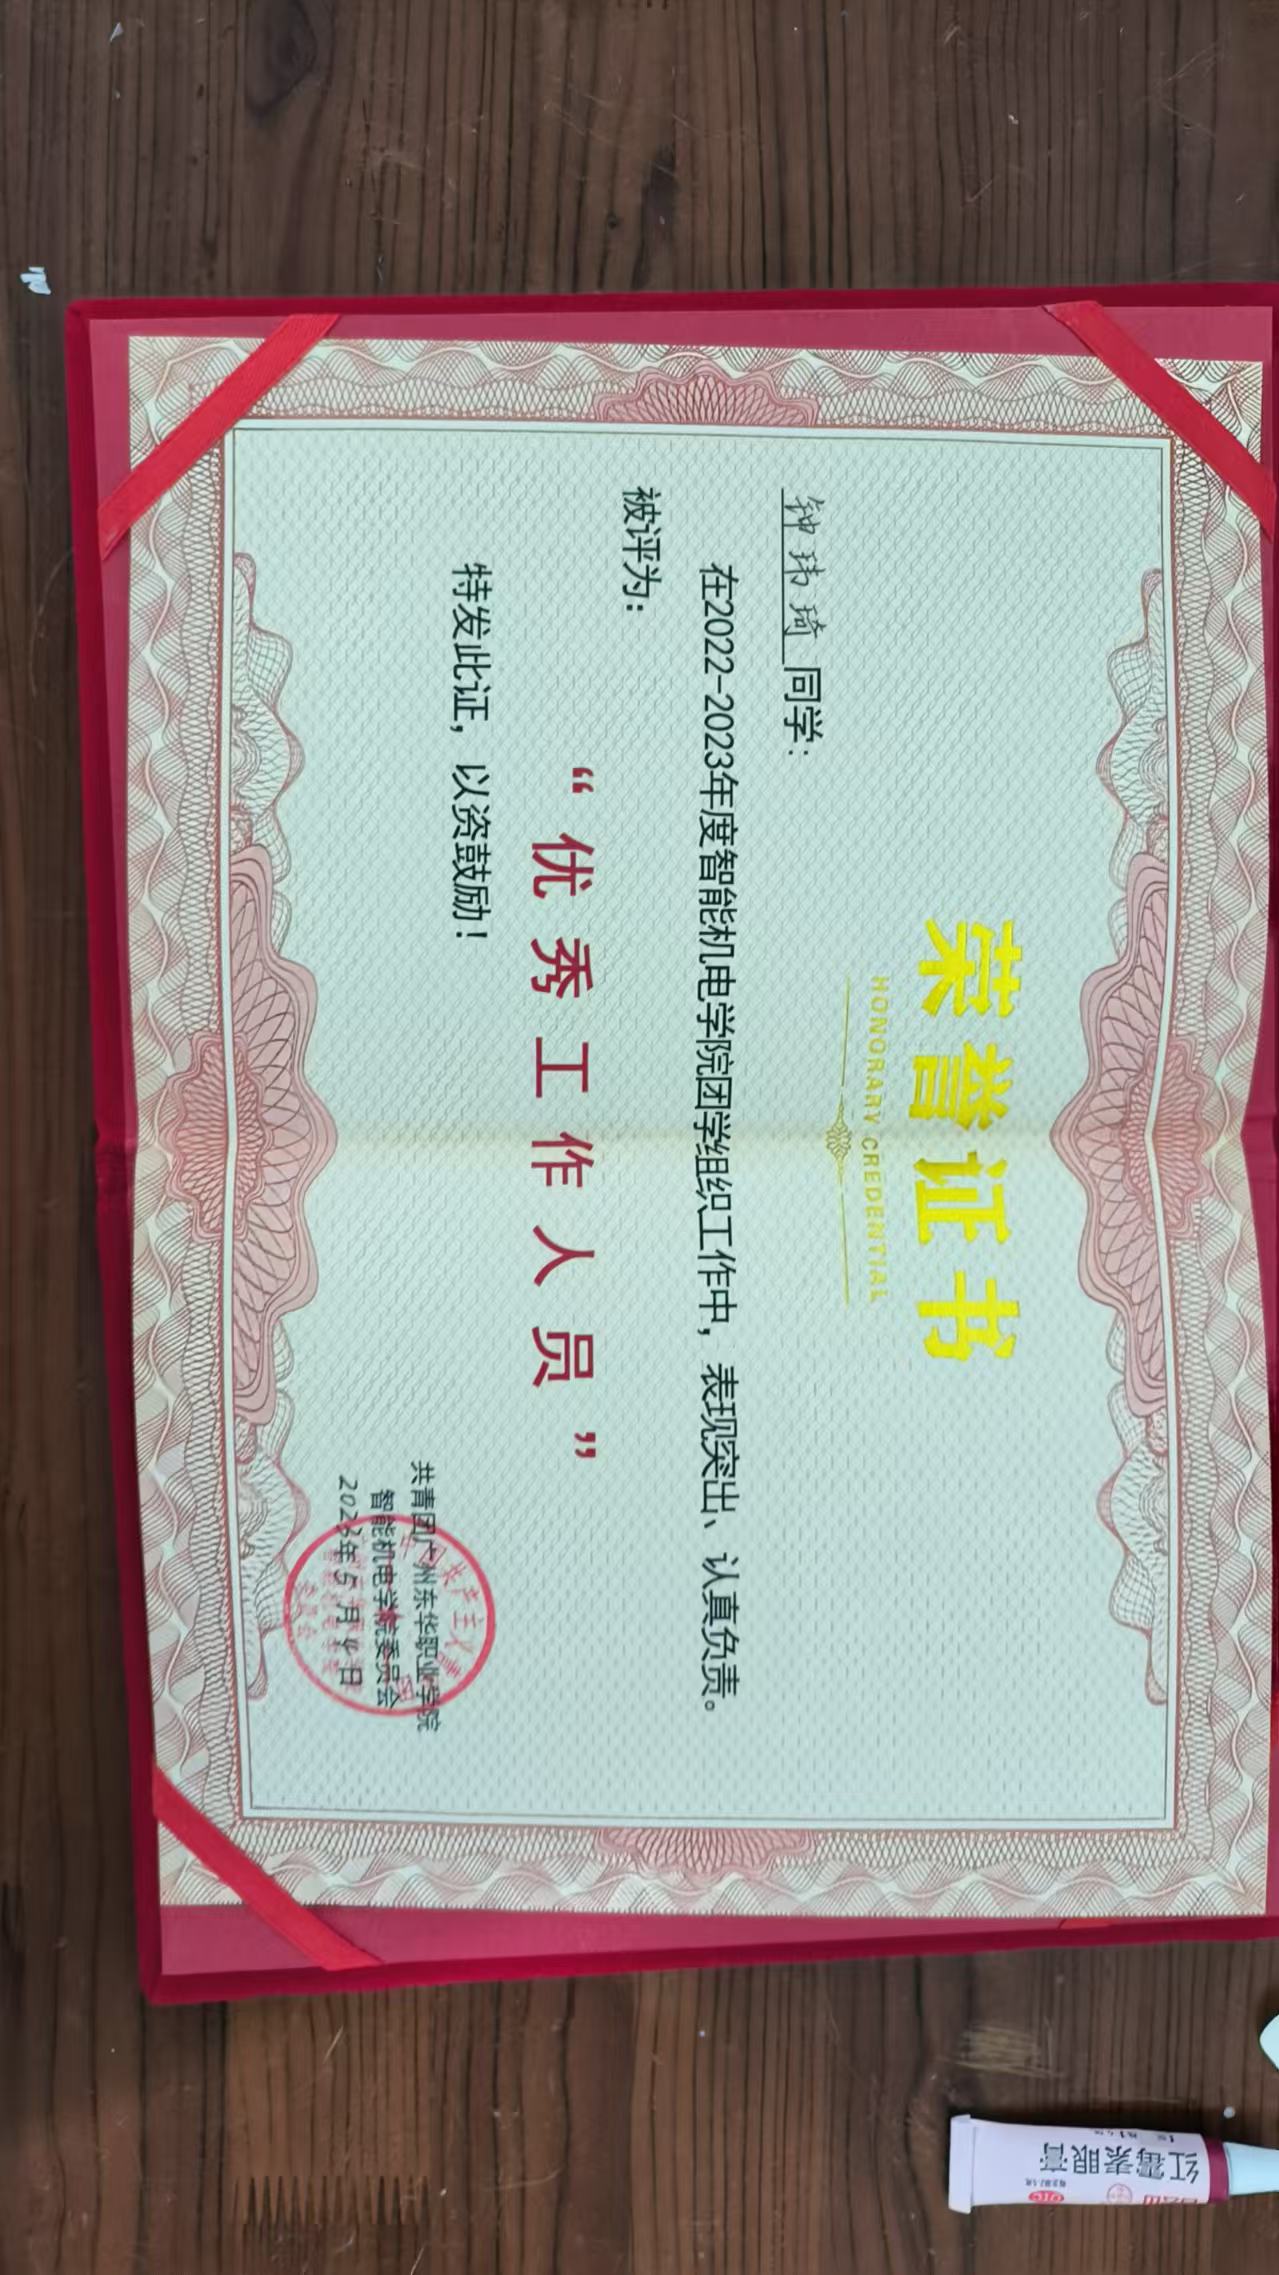 荣誉证书
HONORARY CREDENTIAL
钟玮琦同学：
在2022-2023年度智能机电学院团学组织工作中，表现突出、认真负责。
被评为：
“优秀工作人员”
特发此证，以资鼓励！
共青团广州东华职业学院
智能机电学院委员会
2023年5月4日
红霉素眼膏
OTC